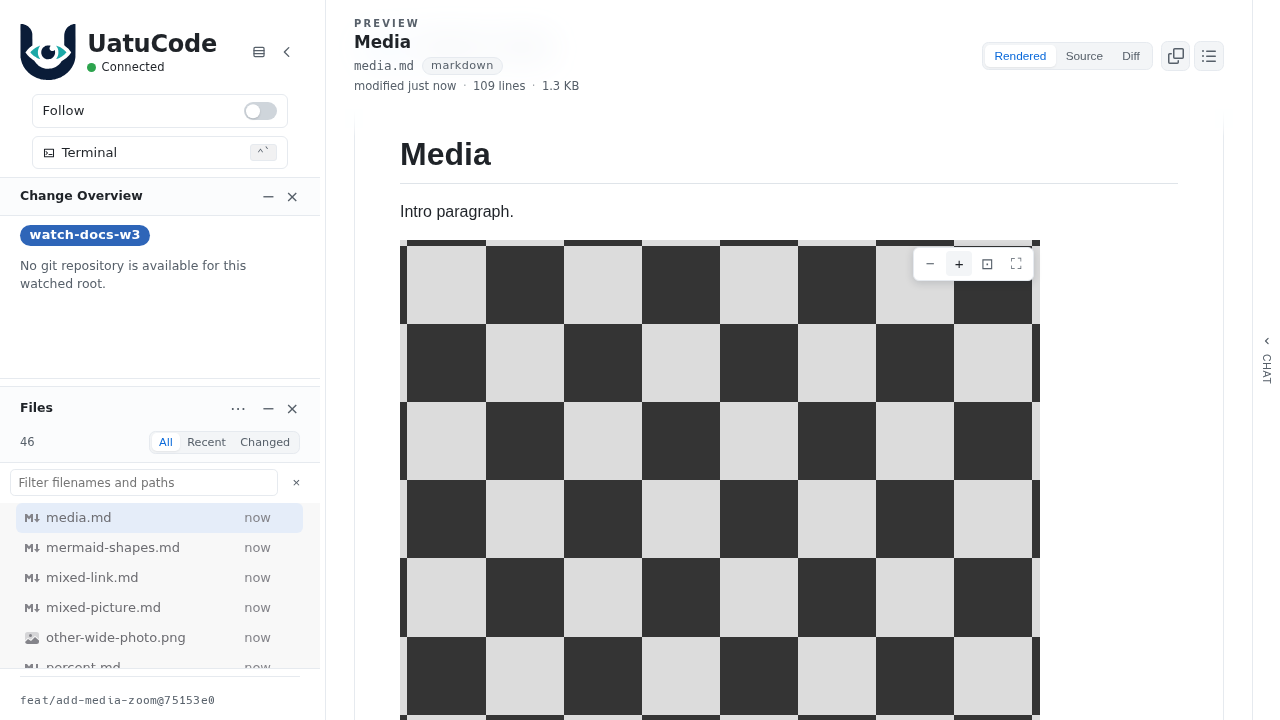 UatuCode
Connected
Follow
Terminal
^`
Change Overview
watch-docs-w3
No git repository is available for this
watched root.
Files
46
All
Recent
Changed
Filter filenames and paths
media.md now
mermaid-shapes.md now
mixed-link.md now
mixed-picture.md now
other-wide-photo.png now
percent.md now
feat/add-media-zoom@75153e0
PREVIEW
Media
media.md markdown
modified just now · 109 lines · 1.3 KB
Rendered
Source
Diff
Media
Intro paragraph.
CHAT